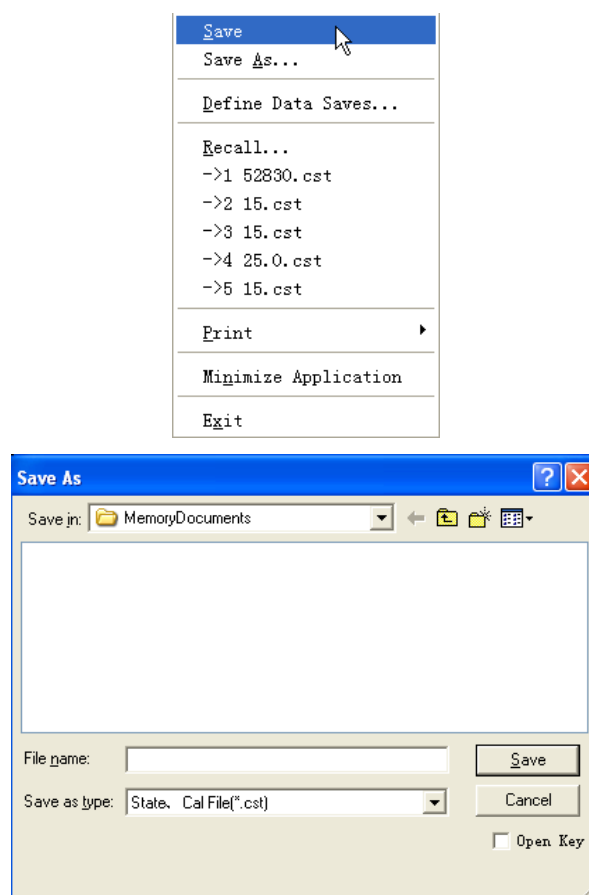 Save
Save As...
Define Data Saves...
Recall...
->1 52830.cst
->2 15.cst
->3 15.cst
->4 25.0.cst
->5 15.cst
Print
Minimize Application
Exit
Save As
Save in: MemoryDocuments
File name: Save
Save as type: State、 Cal File(*.cst) Cancel
Open Key